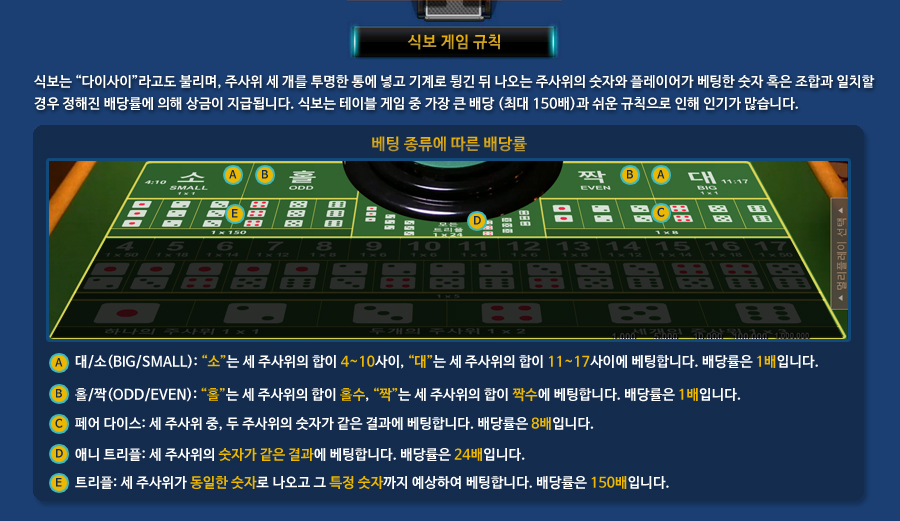 식보 게임 규칙
식보는 “다이사이”라고도 불리며, 주사위 세 개를 투명한 통에 넣고 기계로 튕긴 뒤 나오는 주사위의 숫자와 플레이어가 베팅한 숫자 혹은 조합과 일치할
경우 정해진 배당률에 의해 상금이 지급됩니다. 식보는 테이블 게임 중 가장 큰 배당 (최대 150배)과 쉬운 규칙으로 인해 인기가 많습니다.
베팅 종류에 따른 배당률
4:10 소 A B 홀 짝 B A 대 11:17
SMALL ODD EVEN BIG
1 x 1 1 x 1
E D C
모든
트리플
1 x 150 1 x 24 1 x 8
4 5 6 7 8 9 10 11 12 13 14 15 16 17
1 x 5
하나의 주사위 1 x 1 두개의 주사위 1 x 2
멀티플레이 선택
A 대/소(BIG/SMALL): “소”는 세 주사위의 합이 4~10사이, “대”는 세 주사위의 합이 11~17사이에 베팅합니다. 배당률은 1배입니다.
B 홀/짝(ODD/EVEN): “홀”는 세 주사위의 합이 홀수, “짝”는 세 주사위의 합이 짝수에 베팅합니다. 배당률은 1배입니다.
C 페어 다이스: 세 주사위 중, 두 주사위의 숫자가 같은 결과에 베팅합니다. 배당률은 8배입니다.
D 애니 트리플: 세 주사위의 숫자가 같은 결과에 베팅합니다. 배당률은 24배입니다.
E 트리플: 세 주사위가 동일한 숫자로 나오고 그 특정 숫자까지 예상하여 베팅합니다. 배당률은 150배입니다.